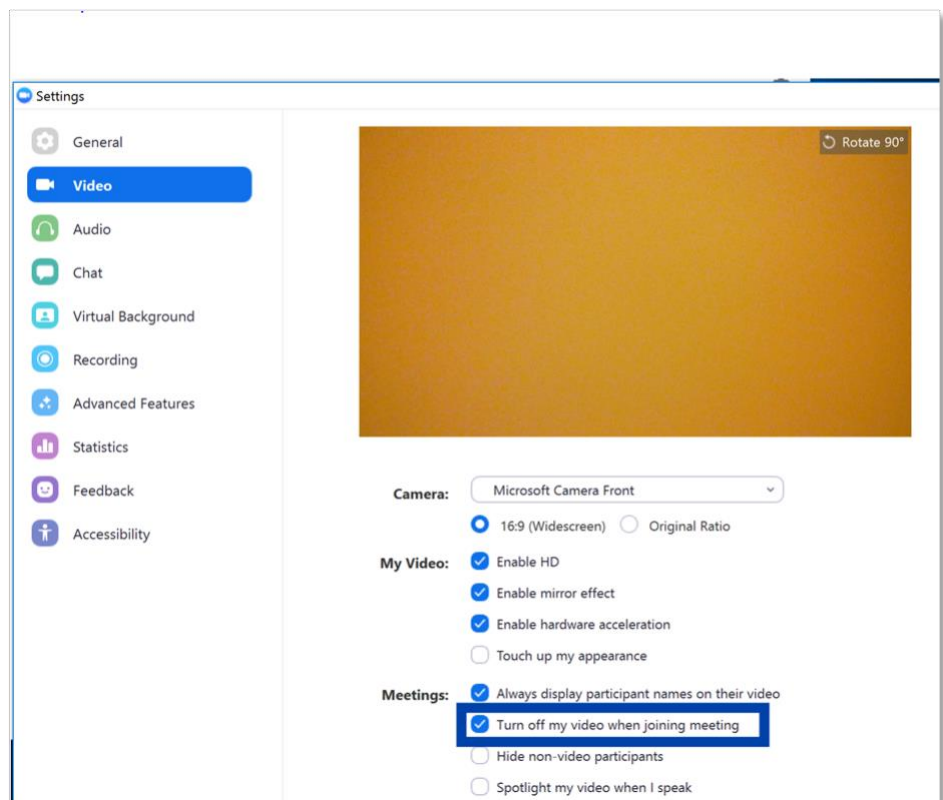 Settings
General
Video
Audio
Chat
Virtual Background
Recording
Advanced Features
Statistics
Feedback
Accessibility
Rotate 90°
Camera: Microsoft Camera Front
16:9 (Widescreen) Original Ratio
My Video: Enable HD
Enable mirror effect
Enable hardware acceleration
Touch up my appearance
Meetings: Always display participant names on their video
Turn off my video when joining meeting
Hide non-video participants
Spotlight my video when I speak